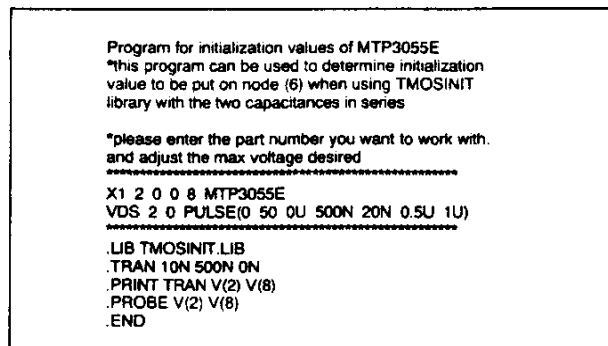 Program for initialization values of MTP3055E
*this program can be used to determine initialization
value to be put on node (6) when using TMOSINIT
library with the two capacitances in series
*please enter the part number you want to work with.
and adjust the max voltage desired
**************************************************
X1 2 0 0 8 MTP3055E
VDS 2 0 PULSE(0 50 0U 500N 20N 0.5U 1U)
**************************************************
.LIB TMOSINIT.LIB
.TRAN 10N 500N 0N
.PRINT TRAN V(2) V(8)
.PROBE V(2) V(8)
.END